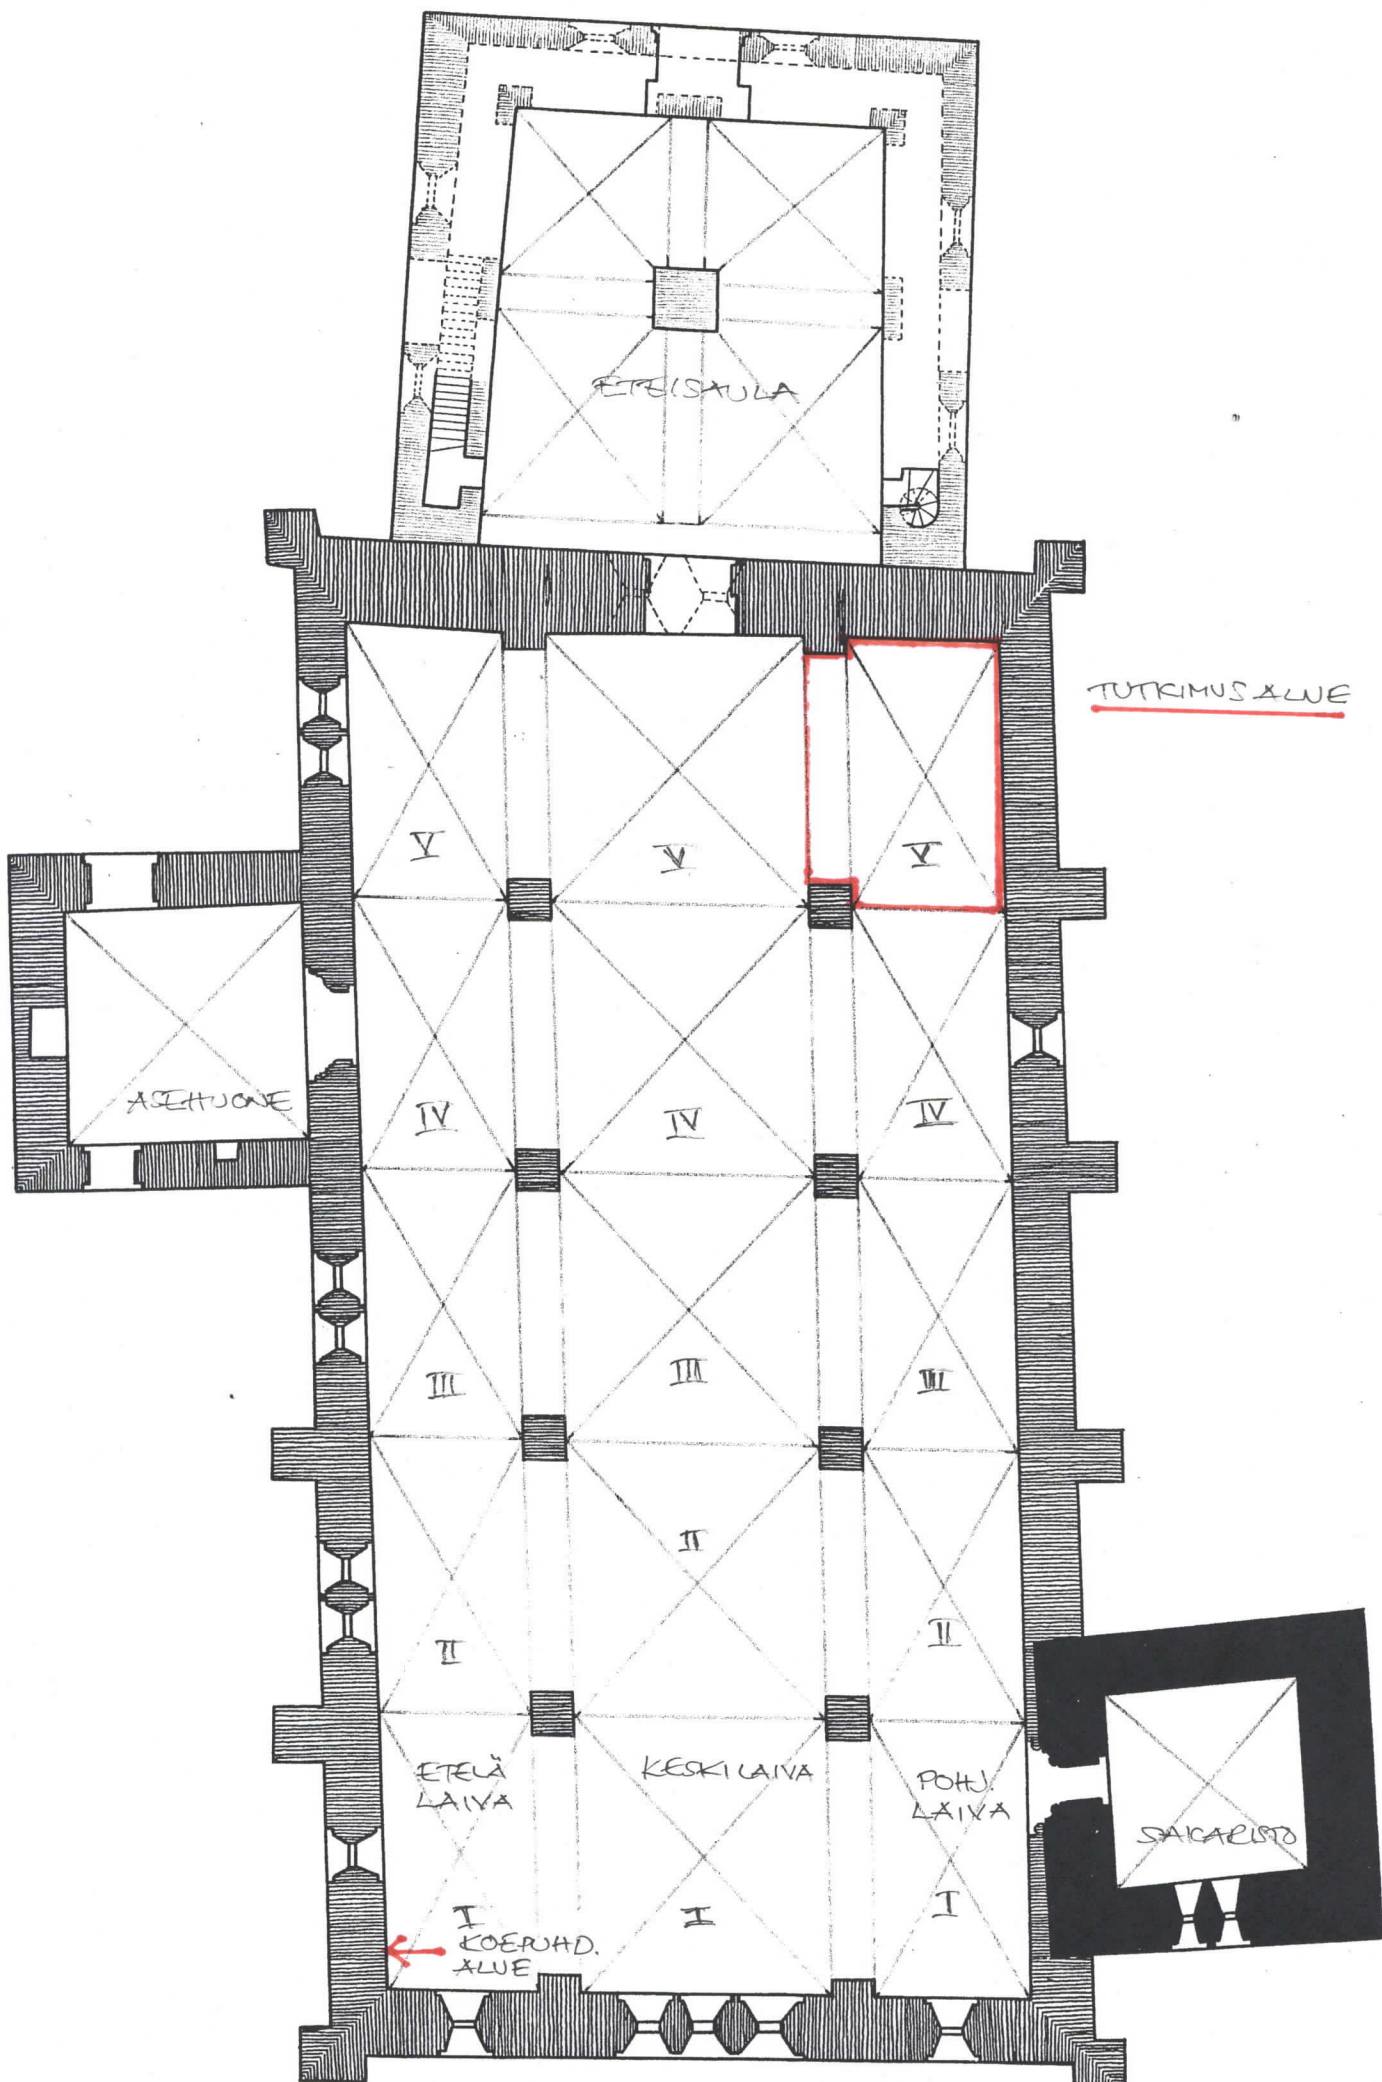 ETEISAULA
TUTKIMUSALUE
V
V
V
ASEHUONE
IV
IV
IV
III
III
III
II
II
II
ETELÄ
LAIVA
KESKILAIVA
POHJ.
LAIVA
SAKARISTO
I
I
I
KOEPUHD.
ALUE